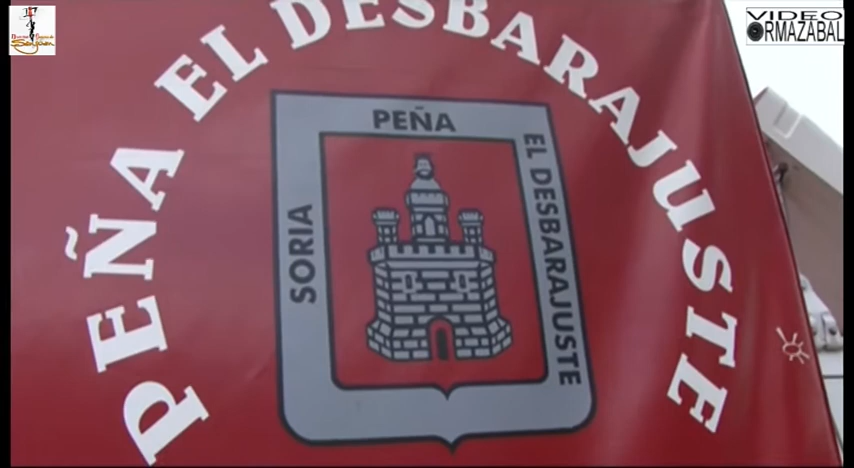 VIDEO
ORMAZABAL
PEÑA EL DESBARAJUSTE
PEÑA
EL DESBARAJUSTE
SORIA